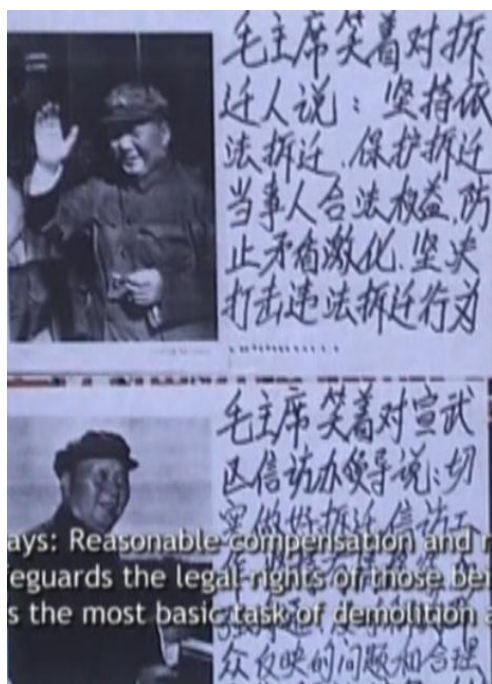 毛主席笑着对拆
迁人说：坚持依
法拆迁、保护拆迁
当事人合法权益,防
止矛盾激化、坚决
打击违法拆迁行为
............
毛主席笑着对宣武
区信访办领导说:切
实做好拆迁信访工
ays: Reasonable compensation and
eguards the legal rights of those bei
s the most basic task of demolition a
众反映的问题和合理